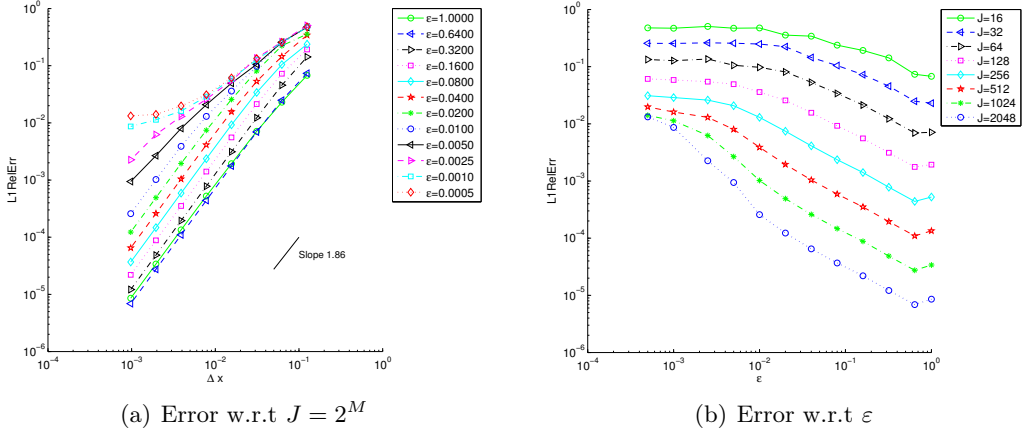 10^0
10^-1
10^-2
10^-3
10^-4
10^-5
10^-6
L1RelErr
10^-4
10^-3
10^-2
10^-1
10^0
Δ x
Slope 1.86
ε=1.0000
ε=0.6400
ε=0.3200
ε=0.1600
ε=0.0800
ε=0.0400
ε=0.0200
ε=0.0100
ε=0.0050
ε=0.0025
ε=0.0010
ε=0.0005
(a) Error w.r.t J = 2^M
10^0
10^-1
10^-2
10^-3
10^-4
10^-5
10^-6
L1RelErr
10^-4
10^-3
10^-2
10^-1
10^0
ε
J=16
J=32
J=64
J=128
J=256
J=512
J=1024
J=2048
(b) Error w.r.t ε